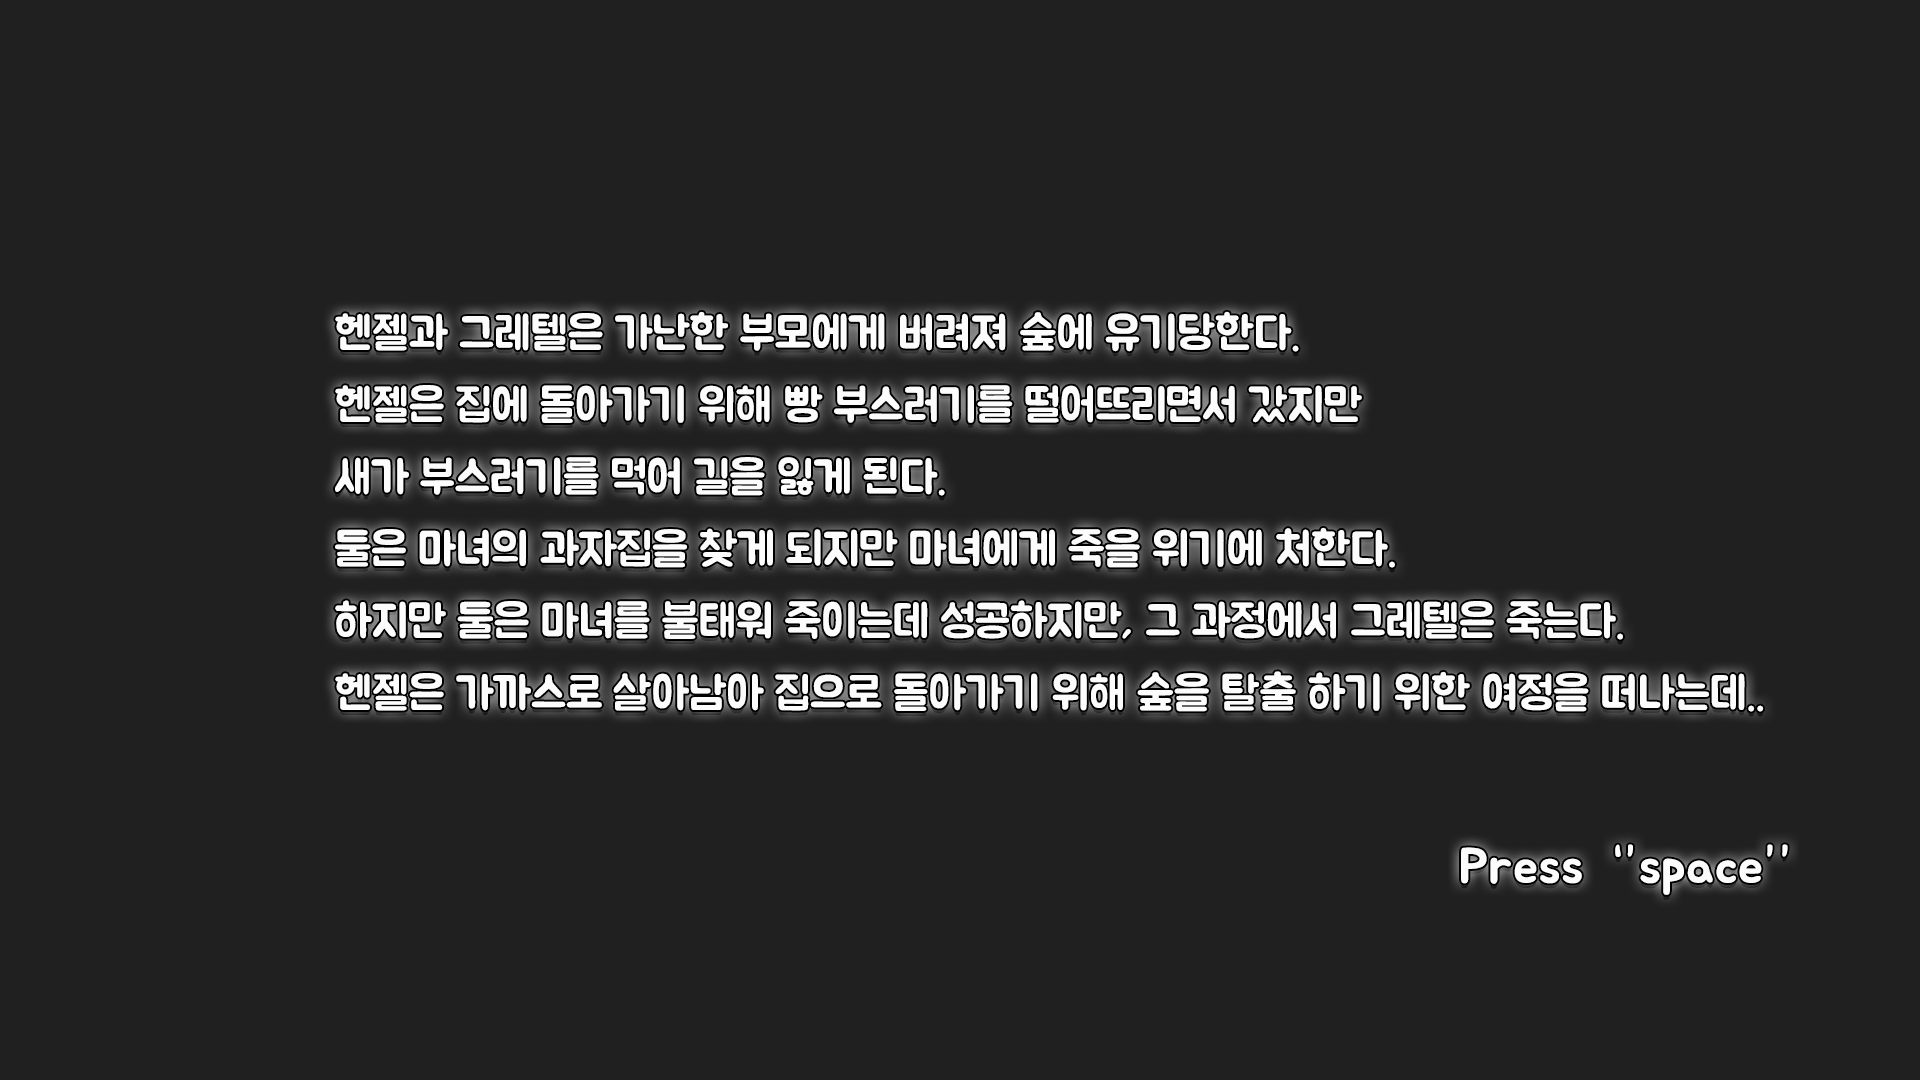 헨젤과 그레텔은 가난한 부모에게 버려져 숲에 유기당한다.
헨젤은 집에 돌아가기 위해 빵 부스러기를 떨어뜨리면서 갔지만
새가 부스러기를 먹어 길을 잃게 된다.
둘은 마녀의 과자집을 찾게 되지만 마녀에게 죽을 위기에 처한다.
하지만 둘은 마녀를 불태워 죽이는데 성공하지만, 그 과정에서 그레텔은 죽는다.
헨젤은 가까스로 살아남아 집으로 돌아가기 위해 숲을 탈출 하기 위한 여정을 떠나는데..
Press ‘’space’’